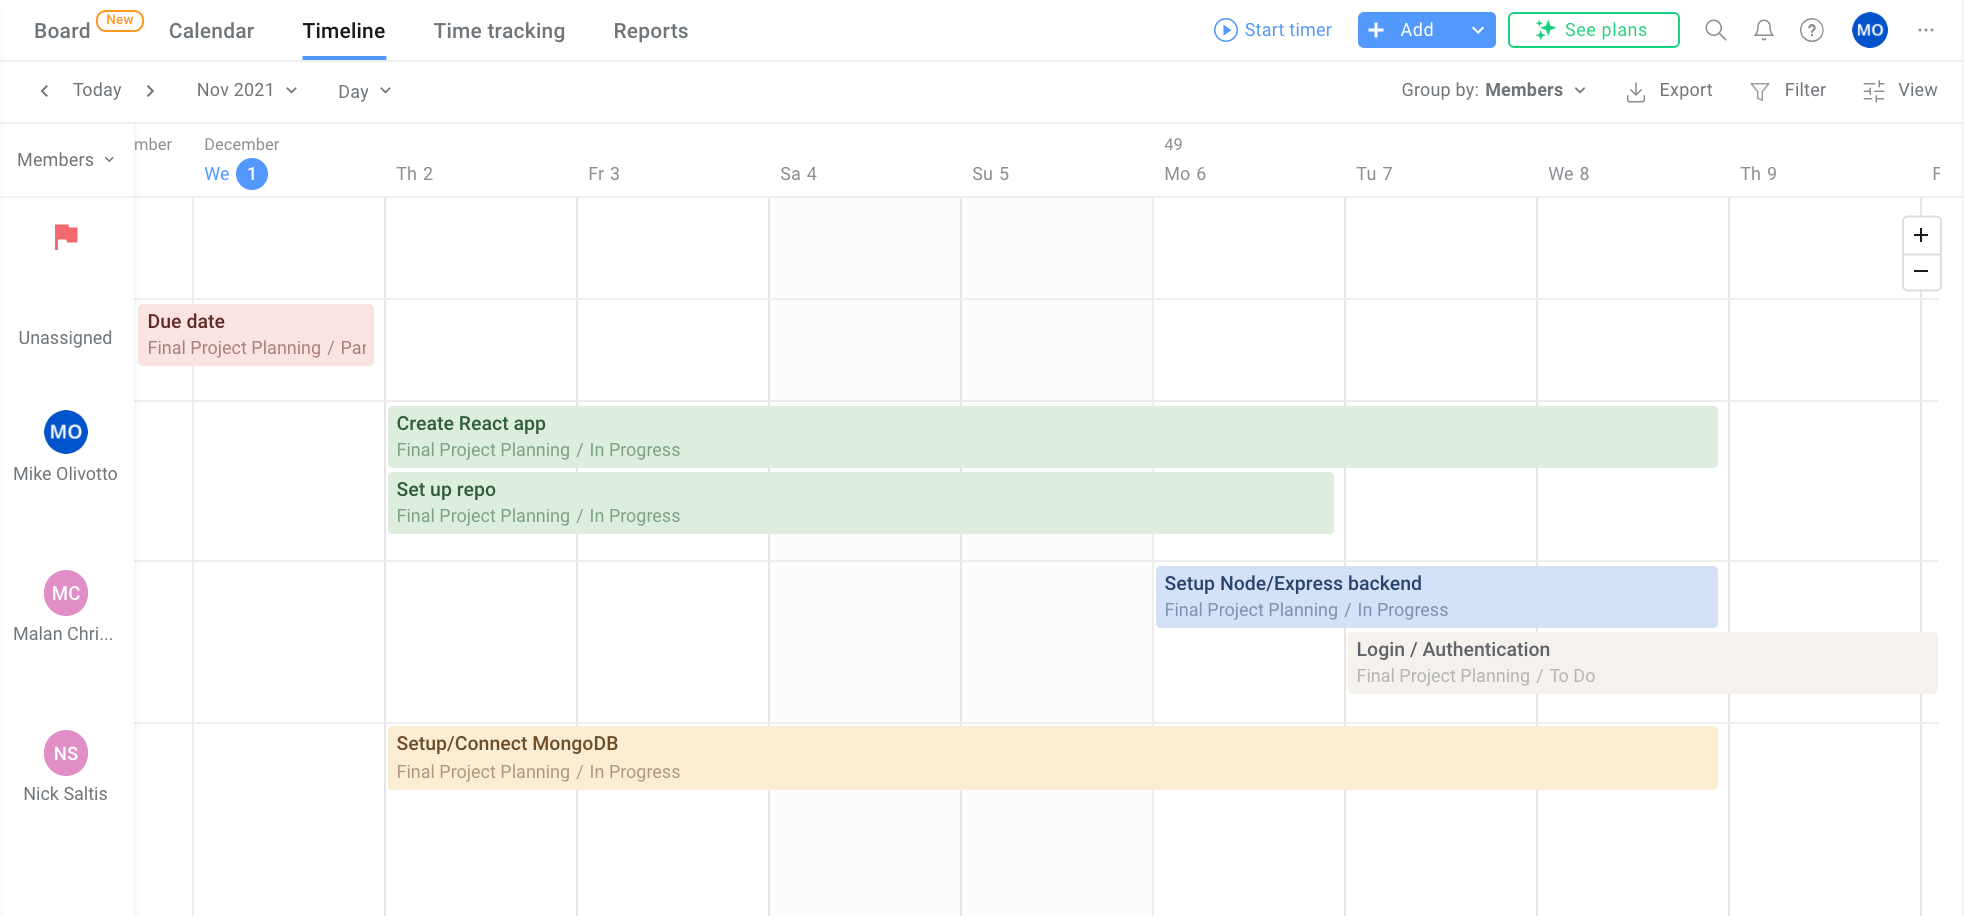 Board New Calendar Timeline Time tracking Reports Start timer + Add See plans ? MO ...
Today Nov 2021 Day Group by: Members Export Filter View
Members
mber December 49
We 1 Th 2 Fr 3 Sa 4 Su 5 Mo 6 Tu 7 We 8 Th 9 F
+
−
Unassigned
Due date
Final Project Planning / Par
MO
Mike Olivotto
Create React app
Final Project Planning / In Progress
Set up repo
Final Project Planning / In Progress
MC
Malan Chri...
Setup Node/Express backend
Final Project Planning / In Progress
Login / Authentication
Final Project Planning / To Do
NS
Nick Saltis
Setup/Connect MongoDB
Final Project Planning / In Progress